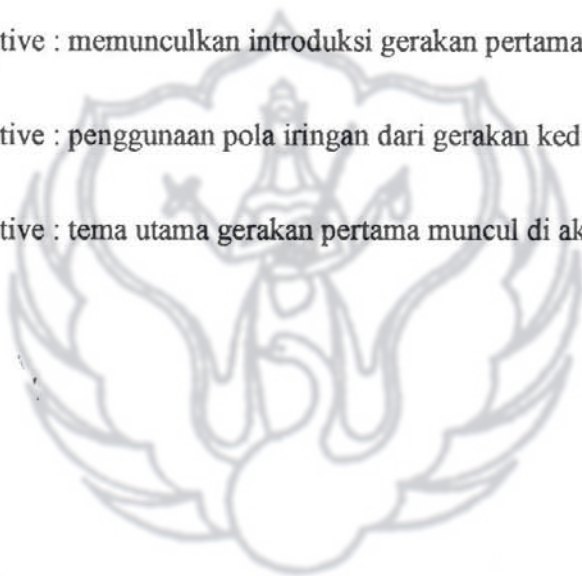 tive : memunculkan introduksi gerakan pertama
tive : penggunaan pola iringan dari gerakan ked
tive : tema utama gerakan pertama muncul di ak